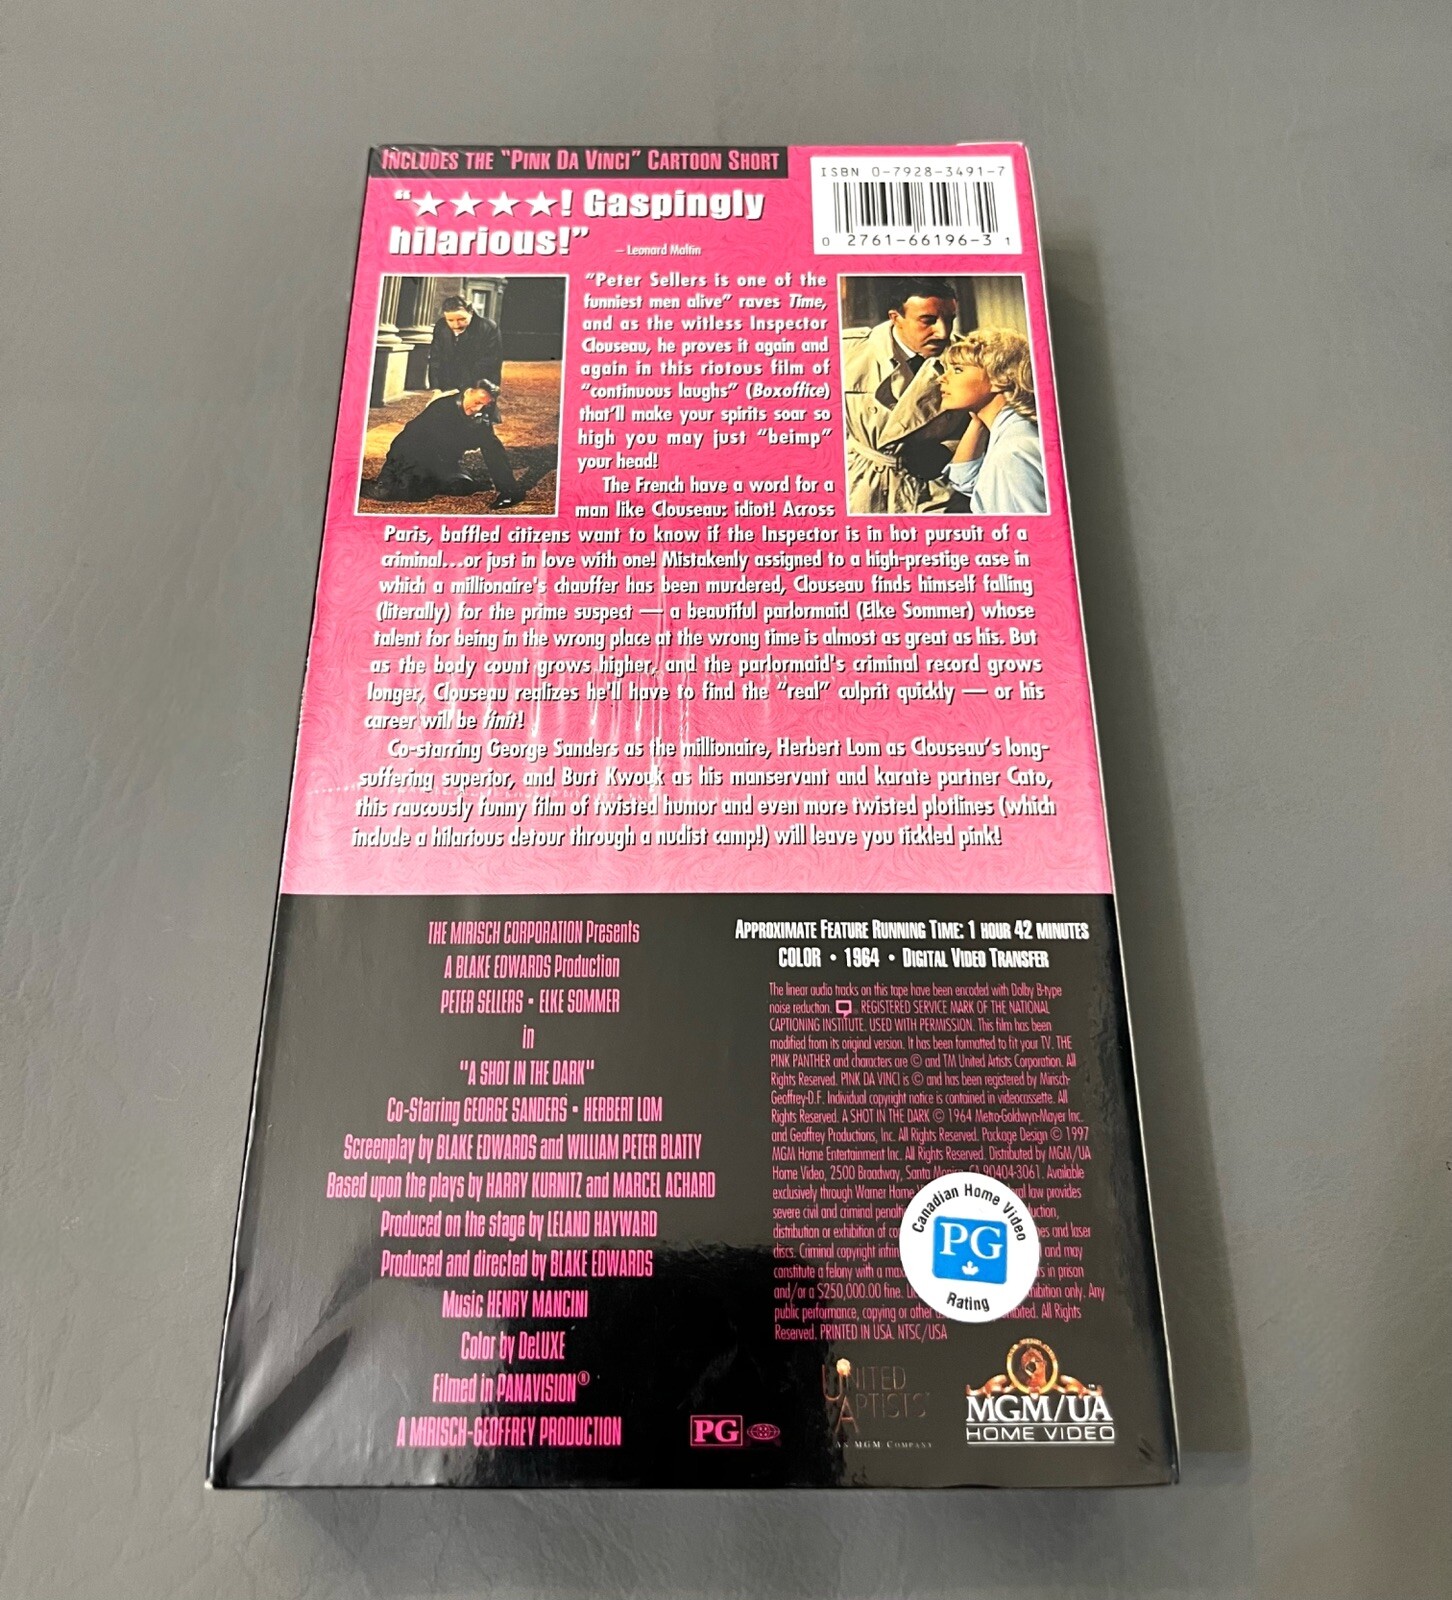 INCLUDES THE "PINK DA VINCI" CARTOON SHORT
ISBN 0-7928-3491-7
0 2761-66196-3 1
"★★★★! Gaspingly
hilarious!"
– Leonard Maltin
"Peter Sellers is one of the
funniest men alive" raves Time,
and as the witless Inspector
Clouseau, he proves it again and
again in this riotous film of
"continuous laughs" (Boxoffice)
that'll make your spirits soar so
high you may just "beimp"
your head!
The French have a word for a
man like Clouseau: idiot! Across
Paris, baffled citizens want to know if the Inspector is in hot pursuit of a
criminal...or just in love with one! Mistakenly assigned to a high-prestige case in
which a millionaire's chauffer has been murdered, Clouseau finds himself falling
(literally) for the prime suspect — a beautiful parlormaid (Elke Sommer) whose
talent for being in the wrong place at the wrong time is almost as great as his. But
as the body count grows higher, and the parlormaid's criminal record grows
longer, Clouseau realizes he'll have to find the "real" culprit quickly — or his
career will be finit!
Co-starring George Sanders as the millionaire, Herbert Lom as Clouseau's long-
suffering superior, and Burt Kwouk as his manservant and karate partner Cato,
this raucously funny film of twisted humor and even more twisted plotlines (which
include a hilarious detour through a nudist camp!) will leave you tickled pink!
THE MIRISCH CORPORATION Presents
A BLAKE EDWARDS Production
PETER SELLERS • ELKE SOMMER
in
"A SHOT IN THE DARK"
Co-Starring GEORGE SANDERS • HERBERT LOM
Screenplay by BLAKE EDWARDS and WILLIAM PETER BLATTY
Based upon the plays by HARRY KURNITZ and MARCEL ACHARD
Produced on the stage by LELAND HAYWARD
Produced and directed by BLAKE EDWARDS
Music HENRY MANCINI
Color by DeLUXE
Filmed in PANAVISION®
A MIRISCH-GEOFFREY PRODUCTION
PG
APPROXIMATE FEATURE RUNNING TIME: 1 HOUR 42 MINUTES
COLOR • 1964 • DIGITAL VIDEO TRANSFER
The linear audio tracks on this tape have been encoded with Dolby B-type
noise reduction. REGISTERED SERVICE MARK OF THE NATIONAL
CAPTIONING INSTITUTE. USED WITH PERMISSION. This film has been
modified from its original version. It has been formatted to fit your TV. THE
PINK PANTHER and characters are © and TM United Artists Corporation. All
Rights Reserved. PINK DA VINCI is © and has been registered by Mirisch-
Geoffrey-D.F. Individual copyright notice is contained in videocassette. All
Rights Reserved. A SHOT IN THE DARK © 1964 Metro-Goldwyn-Mayer Inc.
and Geoffrey Productions, Inc. All Rights Reserved. Package Design © 1997
MGM Home Entertainment Inc. All Rights Reserved. Distributed by MGM/UA
Home Video, 2500 Broadway, Santa Monica, CA 90404-3061. Available
exclusively through Warner Home law provides
severe civil and criminal
distribution or exhibition of and laser
discs. Criminal copyright and may
constitute a felony with a in prison
and/or a $250,000.00 fine. only. Any
public performance, copying or other All Rights
Reserved. PRINTED IN USA. NTSC/USA
Canadian Home Video
PG
Rating
UNITED
ARTISTS
AN MGM COMPANY
MGM/UA
HOME VIDEO